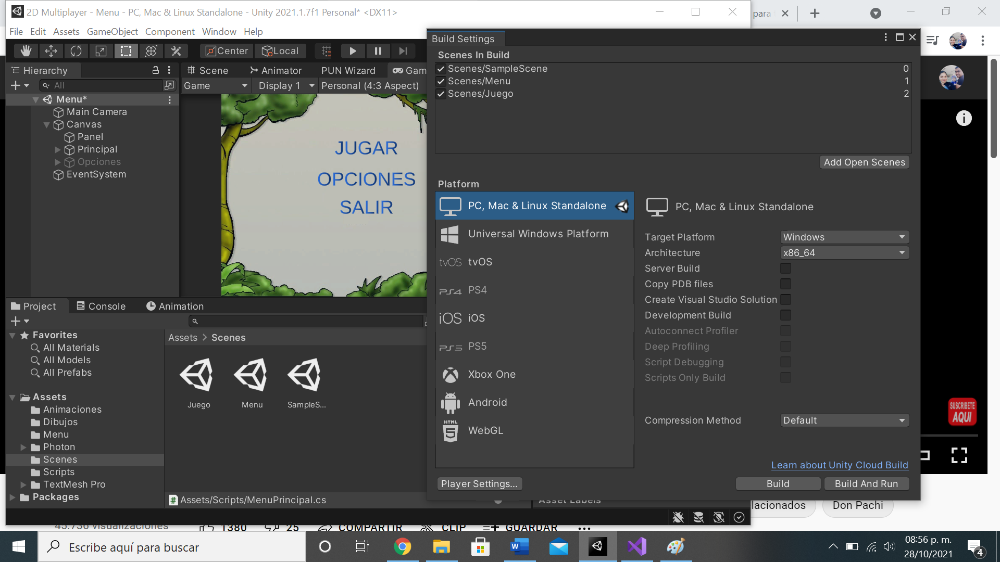 2D Multiplayer - Menu - PC, Mac & Linux Standalone - Unity 2021.1.7f1 Personal* <DX11>
para
File Edit Assets GameObject Component Window Help
Center Local
Build Settings
Scenes In Build
Scenes/SampleScene 0
Scenes/Menu 1
Scenes/Juego 2
Add Open Scenes
Hierarchy
All
Menu*
Main Camera
Canvas
Panel
Principal
Opciones
EventSystem
Scene Animator PUN Wizard Gam
Game Display 1 Personal (4:3 Aspect)
JUGAR
OPCIONES
SALIR
Platform
PC, Mac & Linux Standalone
Universal Windows Platform
tvOS tvOS
PS4 PS4
iOS iOS
PS5 PS5
Xbox One
Android
HTML 5 WebGL
PC, Mac & Linux Standalone
Target Platform Windows
Architecture x86_64
Server Build
Copy PDB files
Create Visual Studio Solution
Development Build
Autoconnect Profiler
Deep Profiling
Script Debugging
Scripts Only Build
Compression Method Default
Learn about Unity Cloud Build
Player Settings...
Build Build And Run
Project Console Animation
Favorites
All Materials
All Models
All Prefabs
Assets
Animaciones
Dibujos
Menu
Photon
Scenes
Scripts
TextMesh Pro
Packages
Assets > Scenes
Juego Menu SampleS...
Assets/Scripts/MenuPrincipal.cs
Asset Labels
SUSCRIBETE
AQUI
lacionados Don Pachi
45.736 visualizaciones 1380 25 COMPARTIR CLIP GUARDAR ...
Escribe aquí para buscar
08:56 p. m.
28/10/2021
4